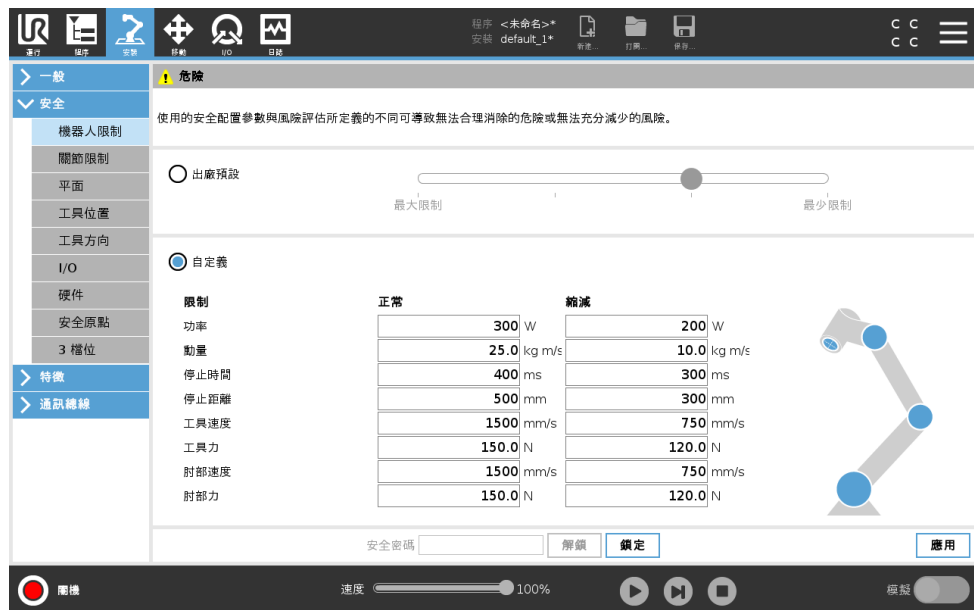 UR
程序 <未命名>*
安裝 default_1*
運行 程序 安裝 移動 I/O 日誌
新建... 打開... 保存...
C C
C C
一般
危險
安全
使用的安全配置參數與風險評估所定義的不同可導致無法合理消除的危險或無法充分減少的風險。
機器人限制
關節限制
出廠預設
平面
最大限制 最少限制
工具位置
工具方向
自定義
I/O
硬件
限制 正常 縮減
安全原點
功率 300 W 200 W
3 檔位
動量 25.0 kg m/s 10.0 kg m/s
特徵
停止時間 400 ms 300 ms
停止距離 500 mm 300 mm
通訊總線
工具速度 1500 mm/s 750 mm/s
工具力 150.0 N 120.0 N
肘部速度 1500 mm/s 750 mm/s
肘部力 150.0 N 120.0 N
安全密碼 解鎖 鎖定 應用
關機 速度 100% 模擬